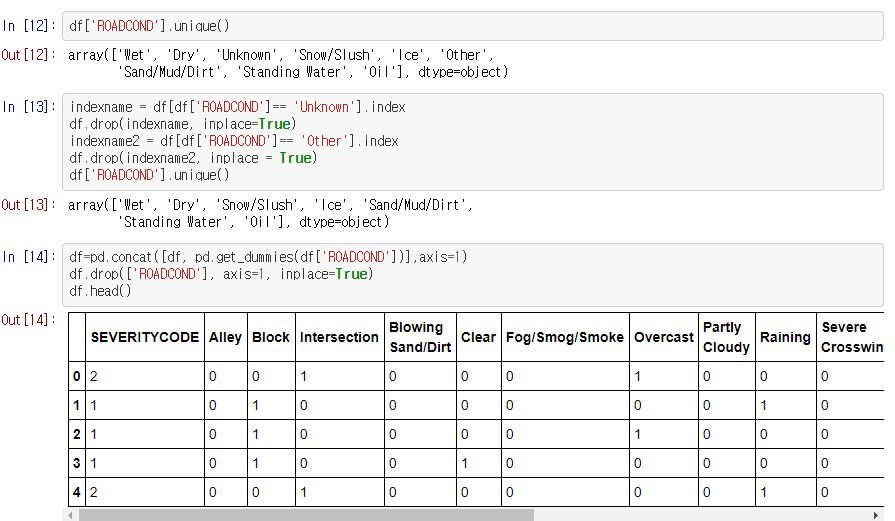 In [12]: df['ROADCOND'].unique()
Out[12]: array(['Wet', 'Dry', 'Unknown', 'Snow/Slush', 'Ice', 'Other',
'Sand/Mud/Dirt', 'Standing Water', 'Oil'], dtype=object)
In [13]: indexname = df[df['ROADCOND']== 'Unknown'].index
df.drop(indexname, inplace=True)
indexname2 = df[df['ROADCOND']== 'Other'].index
df.drop(indexname2, inplace = True)
df['ROADCOND'].unique()
Out[13]: array(['Wet', 'Dry', 'Snow/Slush', 'Ice', 'Sand/Mud/Dirt',
'Standing Water', 'Oil'], dtype=object)
In [14]: df=pd.concat([df, pd.get_dummies(df['ROADCOND'])],axis=1)
df.drop(['ROADCOND'], axis=1, inplace=True)
df.head()
Out[14]:
SEVERITYCODE Alley Block Intersection Blowing Sand/Dirt Clear Fog/Smog/Smoke Overcast Partly Cloudy Raining Severe Crosswin
0 2 0 0 1 0 0 0 1 0 0 0
1 1 0 1 0 0 0 0 0 0 1 0
2 1 0 1 0 0 0 0 1 0 0 0
3 1 0 1 0 0 1 0 0 0 0 0
4 2 0 0 1 0 0 0 0 0 1 0